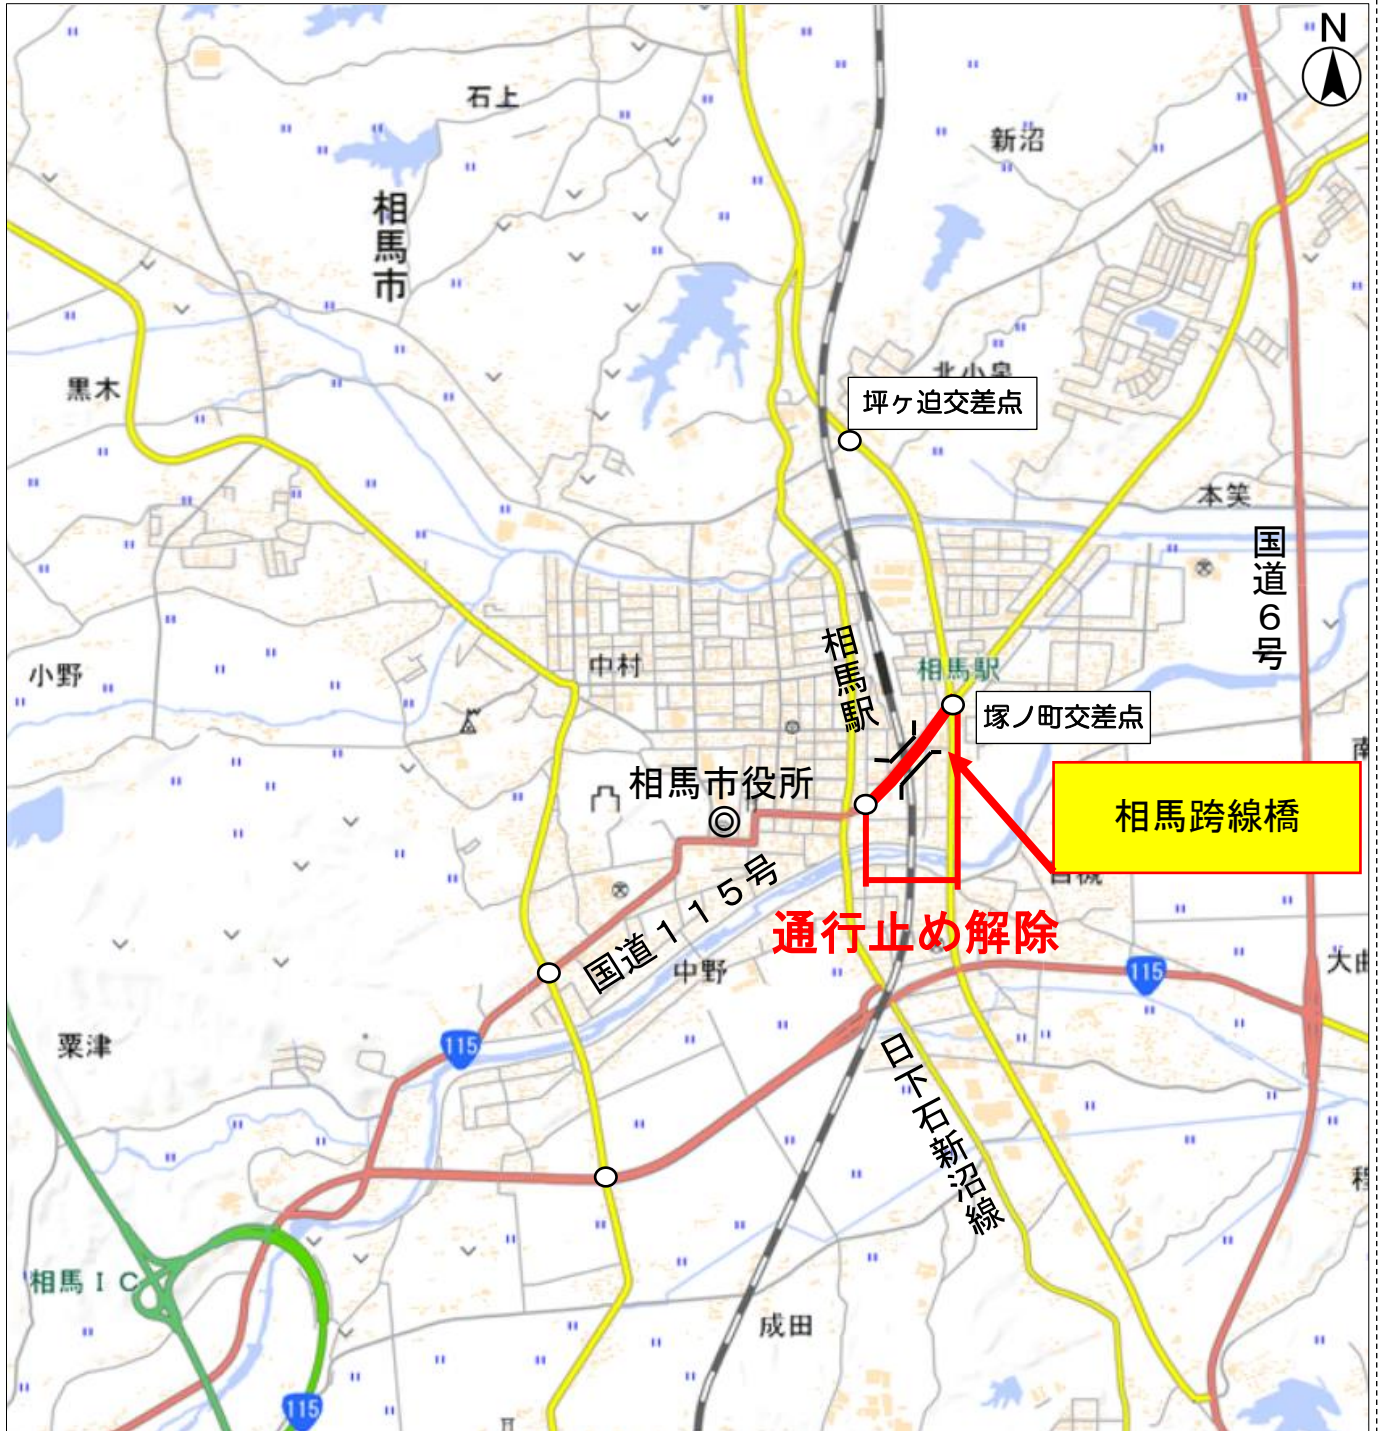 N
石上
新沼
相馬市
黒木
北小泉
坪ヶ迫交差点
本笑
国道６号
小野
中村
相馬駅
相馬駅
塚ノ町交差点
相馬市役所
相馬跨線橋
国道１１５号
通行止め解除
中野
大曲
115
115
粟津
日下石新沼線
相馬ＩＣ
成田
115